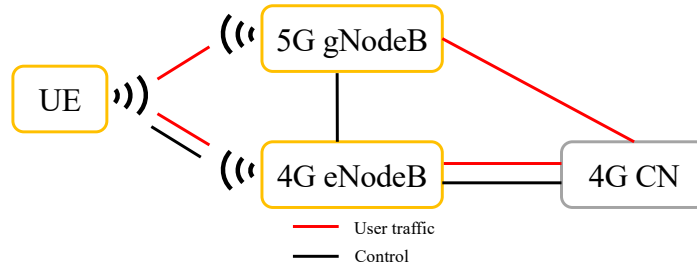 5G gNodeB
UE
4G eNodeB
4G CN
User traffic
Control